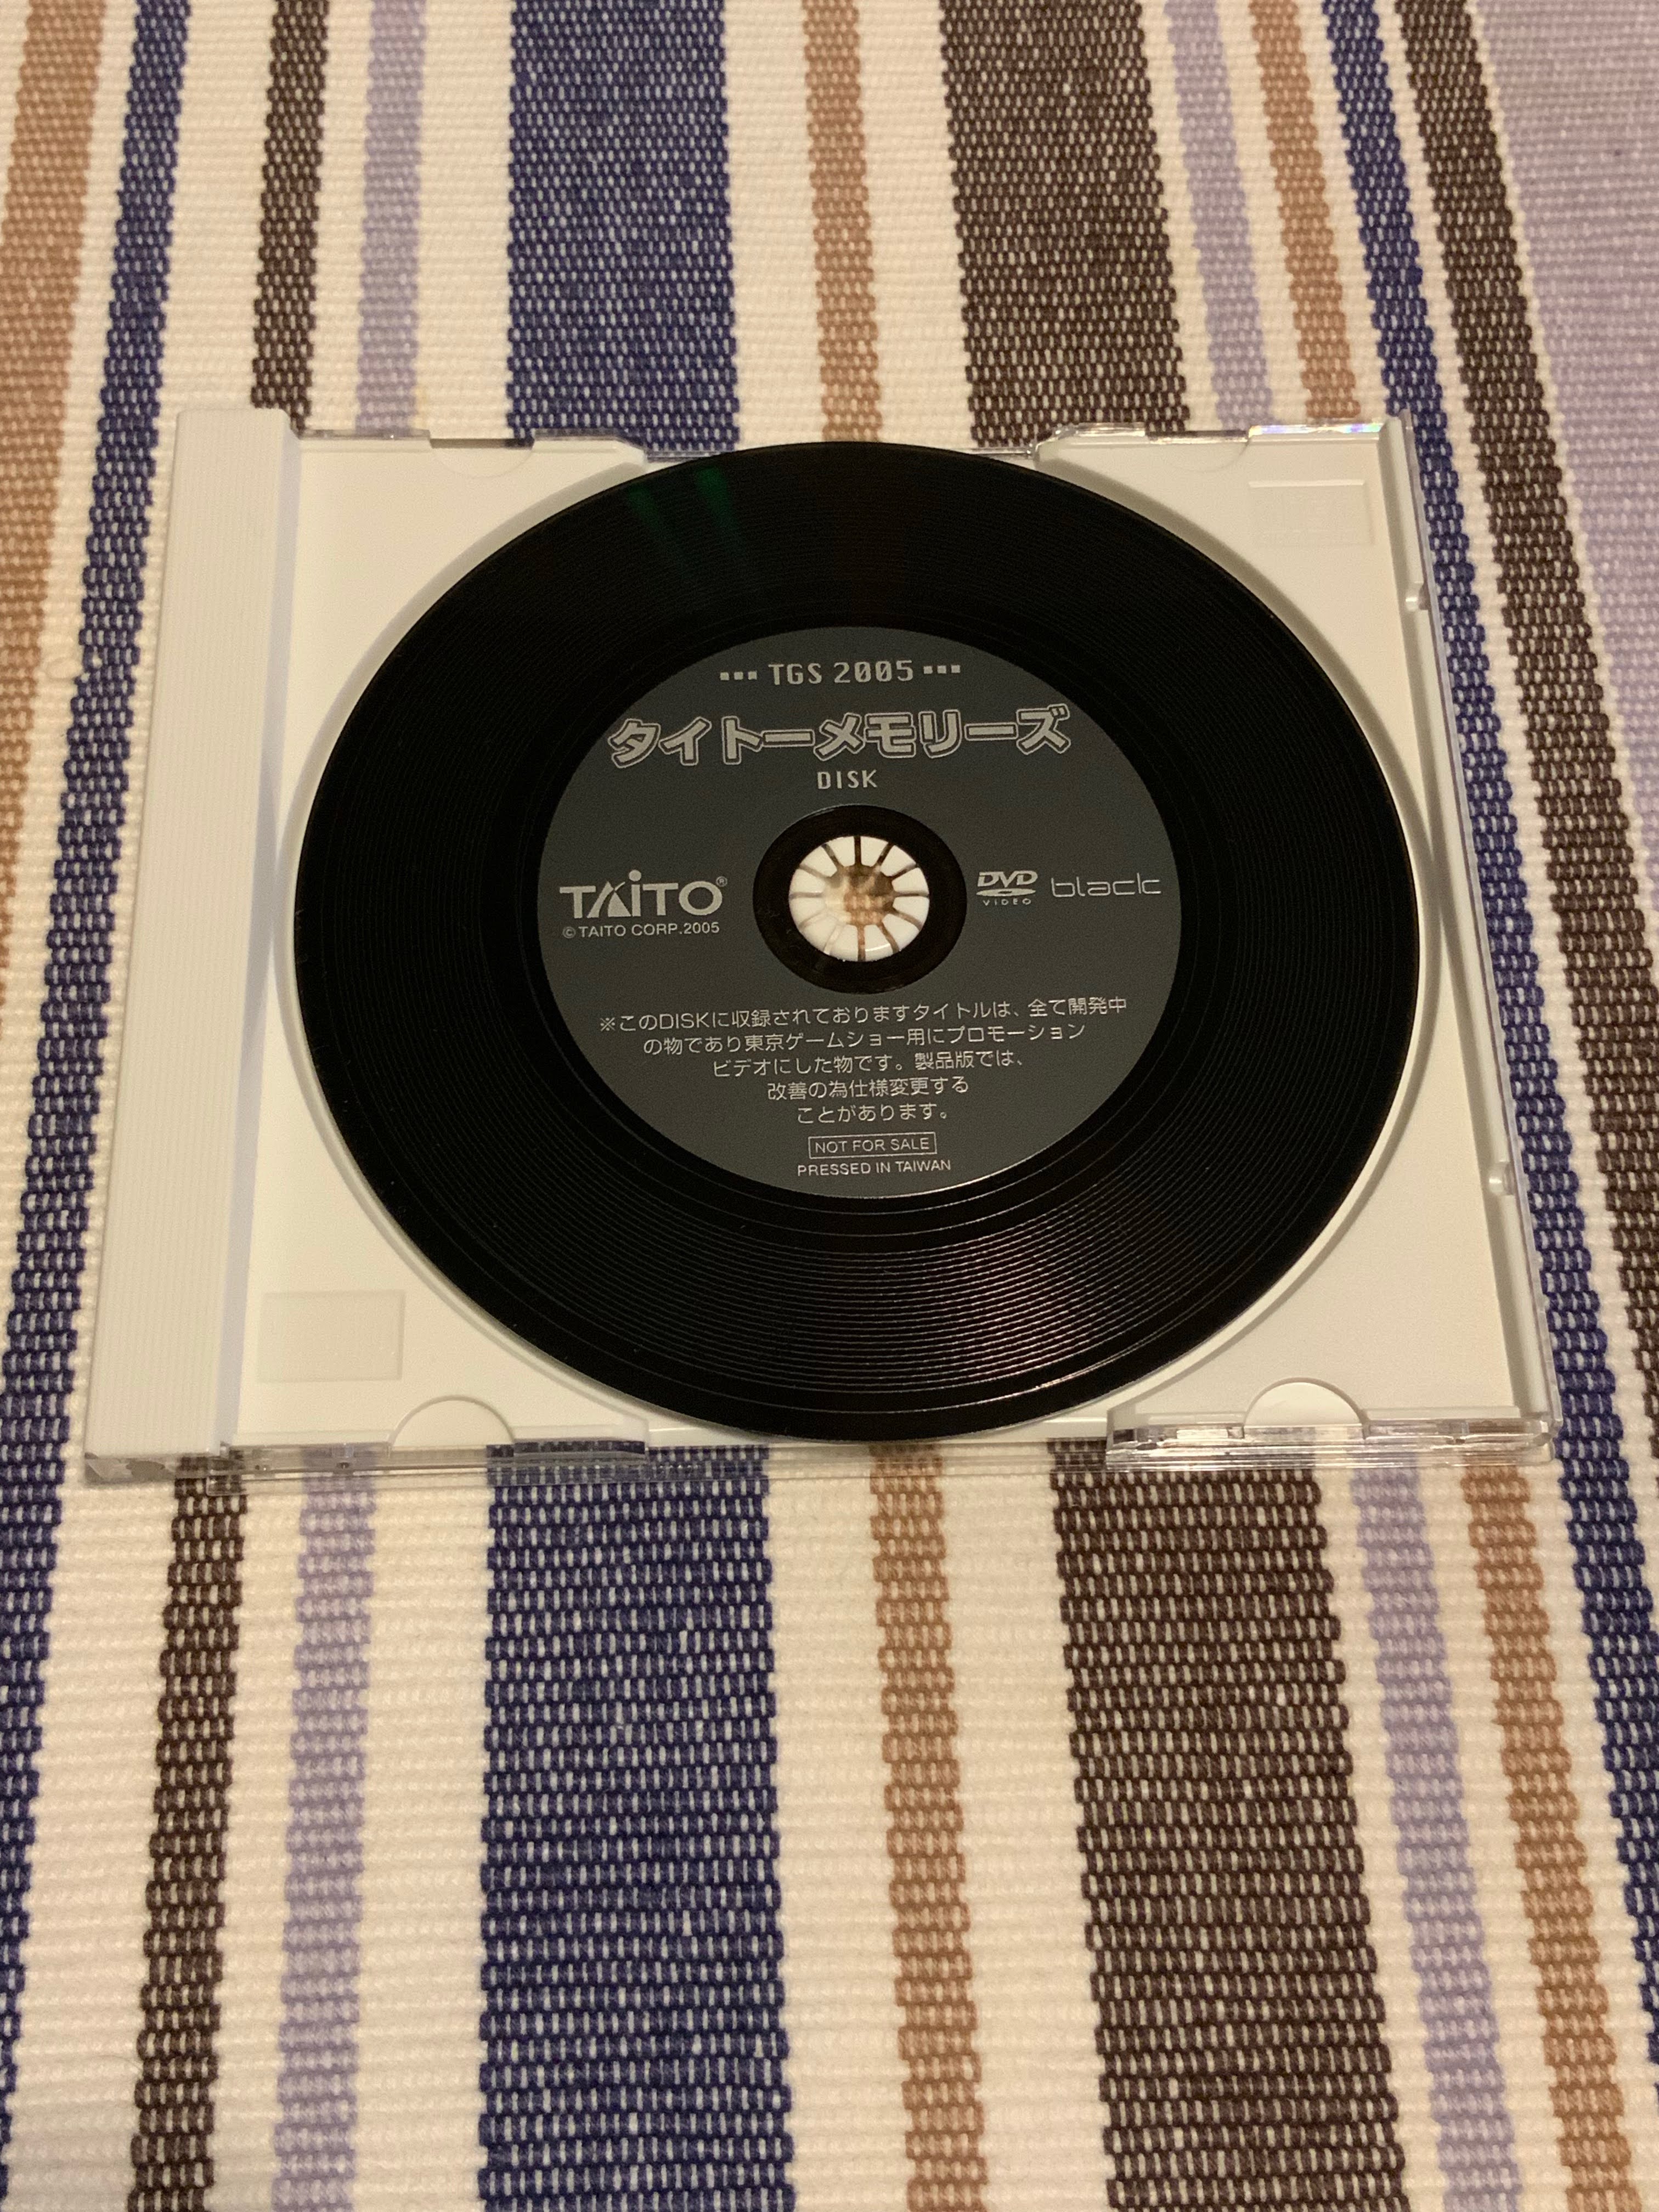 TGS 2005
タイトーメモリーズ
DISK
TAITO®
© TAITO CORP.2005
DVD
VIDEO
black
※このDISKに収録されておりますタイトルは、全て開発中
の物であり東京ゲームショー用にプロモーション
ビデオにした物です。製品版では、
改善の為仕様変更する
ことがあります。
NOT FOR SALE
PRESSED IN TAIWAN